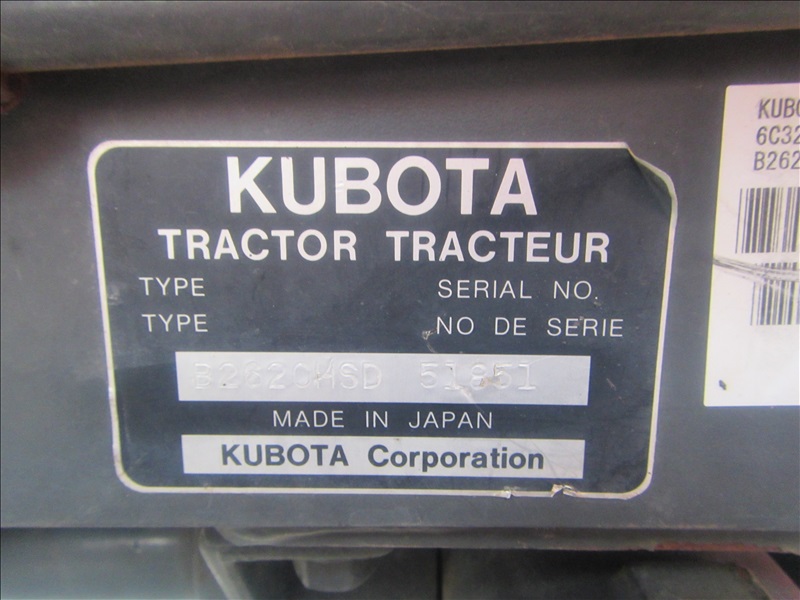 KUBOTA
TRACTOR TRACTEUR
TYPE SERIAL NO.
TYPE NO DE SERIE
B2620HSD 51851
MADE IN JAPAN
KUBOTA Corporation
KUBO
6C32
B262